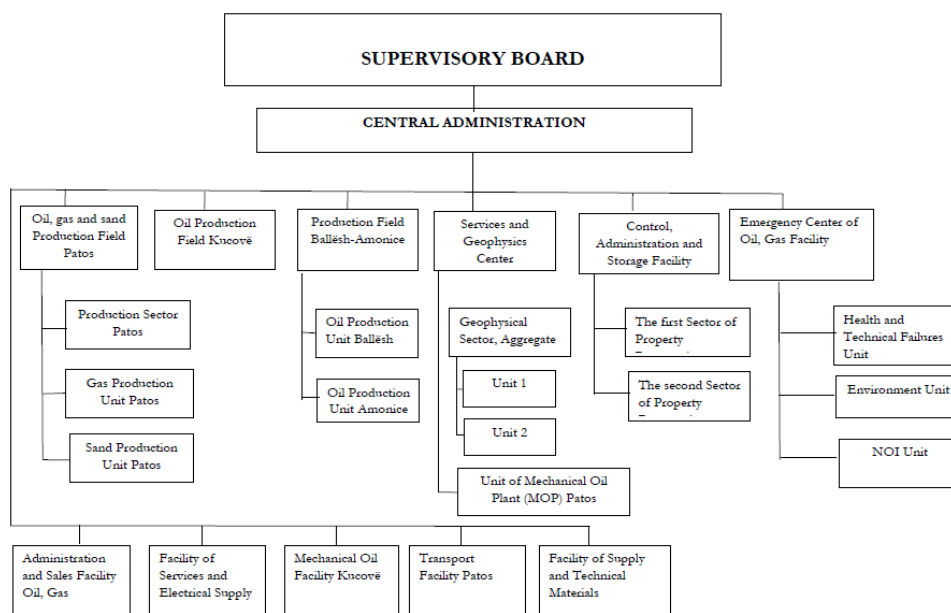 SUPERVISORY BOARD
CENTRAL ADMINISTRATION
Oil, gas and sand
Production Field
Patos
Oil Production
Field Kucovë
Production Field
Ballësh-Amonice
Services and
Geophysics
Center
Control,
Administration and
Storage Facility
Emergency Center of
Oil, Gas Facility
Production Sector
Patos
Gas Production
Unit Patos
Sand Production
Unit Patos
Oil Production
Unit Ballësh
Oil Production
Unit Amonice
Geophysical
Sector, Aggregate
Unit 1
Unit 2
Unit of Mechanical Oil
Plant (MOP) Patos
The first Sector of
Property
The second Sector
of Property
Health and
Technical Failures
Unit
Environment Unit
NOI Unit
Administration
and Sales Facility
Oil, Gas
Facility of
Services and
Electrical Supply
Mechanical Oil
Facility Kucovë
Transport
Facility Patos
Facility of Supply
and Technical
Materials